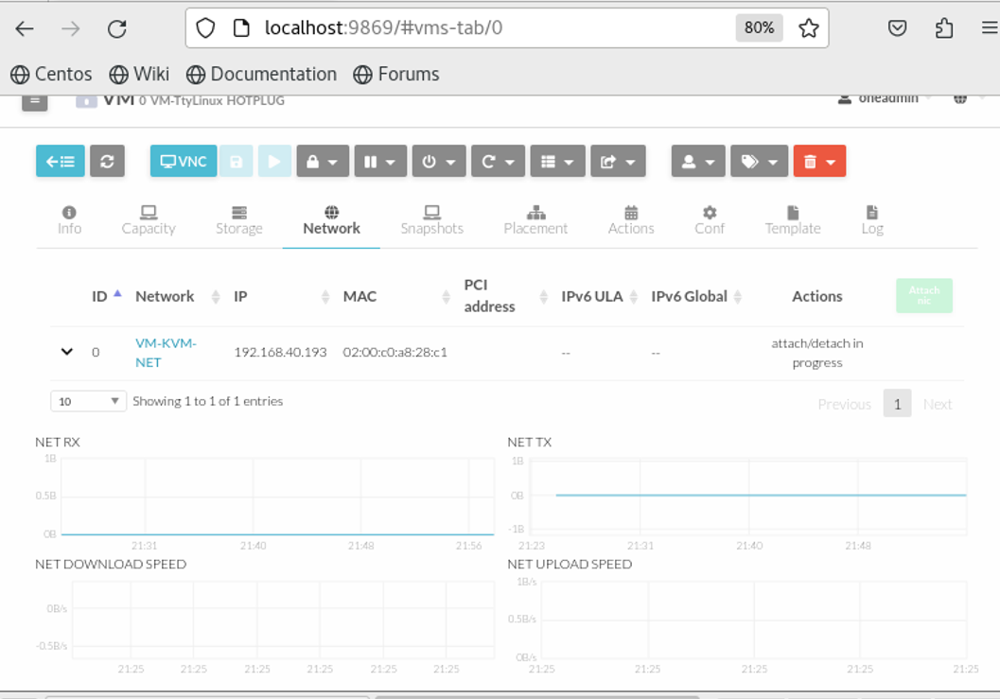 localhost:9869/#vms-tab/0 80%
Centos Wiki Documentation Forums
VM 0 VM-TtyLinux HOTPLUG oneadmin
VNC
Info Capacity Storage Network Snapshots Placement Actions Conf Template Log
ID Network IP MAC PCI address IPv6 ULA IPv6 Global Actions Attach nic
0 VM-KVM-NET 192.168.40.193 02:00:c0:a8:28:c1 -- -- attach/detach in progress
10 Showing 1 to 1 of 1 entries Previous 1 Next
NET RX
1B
0.5B
0B
21:31 21:40 21:48 21:56
NET TX
1B
0B
-1B
21:23 21:31 21:40 21:48
NET DOWNLOAD SPEED
0B/s
-0.5B/s
21:25 21:25 21:25 21:25 21:25 21:25
NET UPLOAD SPEED
1B/s
0.5B/s
0B/s
21:25 21:25 21:25 21:25 21:25